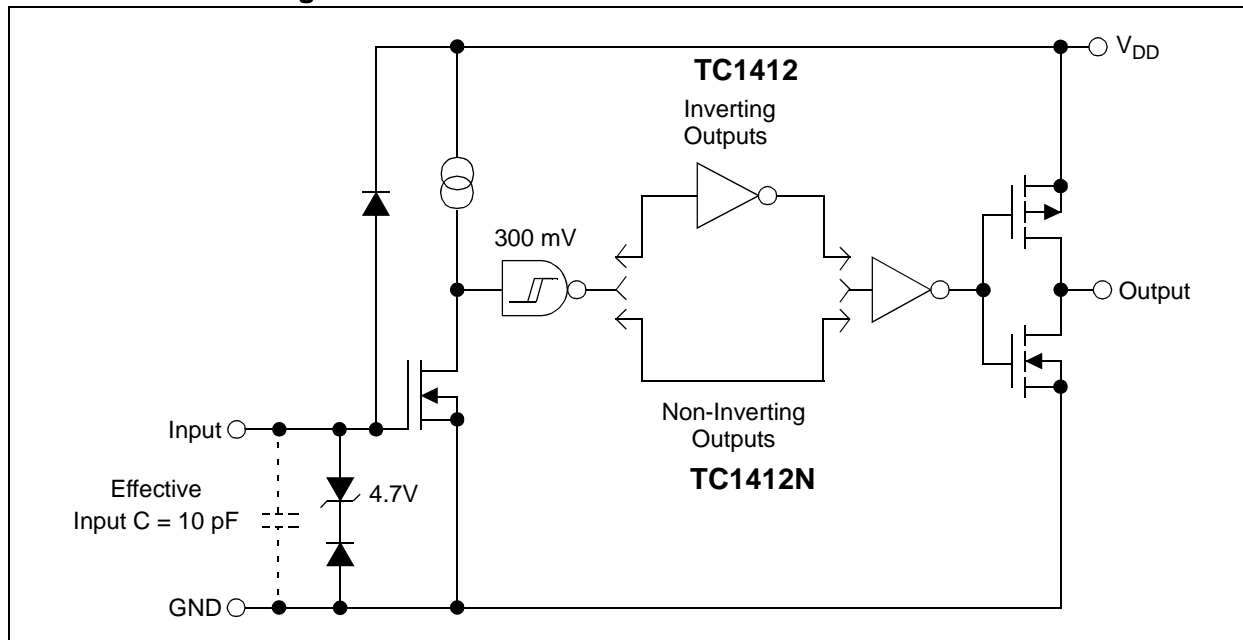 V_DD
TC1412
Inverting
Outputs
300 mV
Output
Input
Non-Inverting
Outputs
TC1412N
4.7V
Effective
Input C = 10 pF
GND